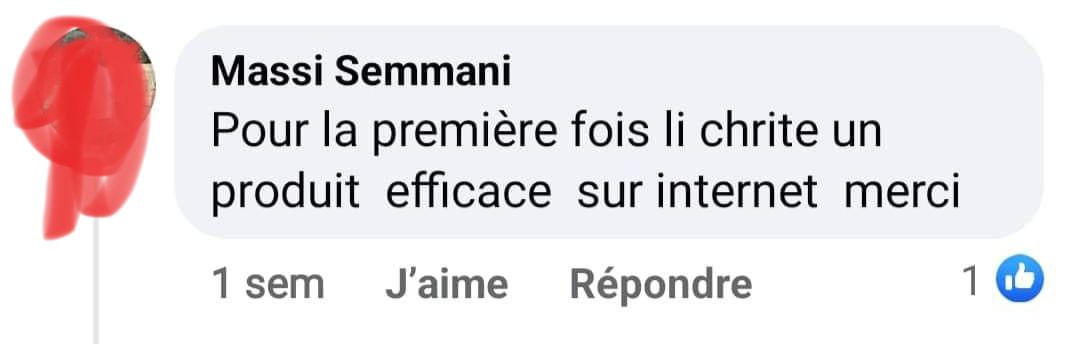 Massi Semmani
Pour la première fois li chrite un
produit efficace sur internet merci
1 sem J'aime Répondre 1